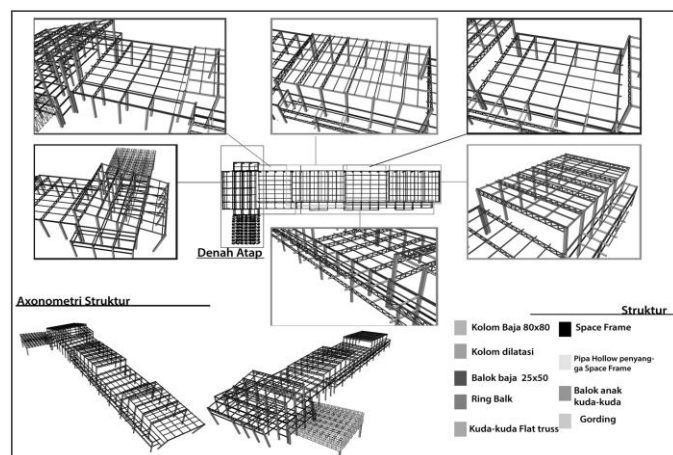 Denah Atap
Axonometri Struktur
Struktur
Kolom Baja 80x80
Kolom dilatasi
Balok baja 25x50
Ring Balk
Kuda-kuda Flat truss
Space Frame
Pipa Hollow penyang-
ga Space Frame
Balok anak
kuda-kuda
Gording